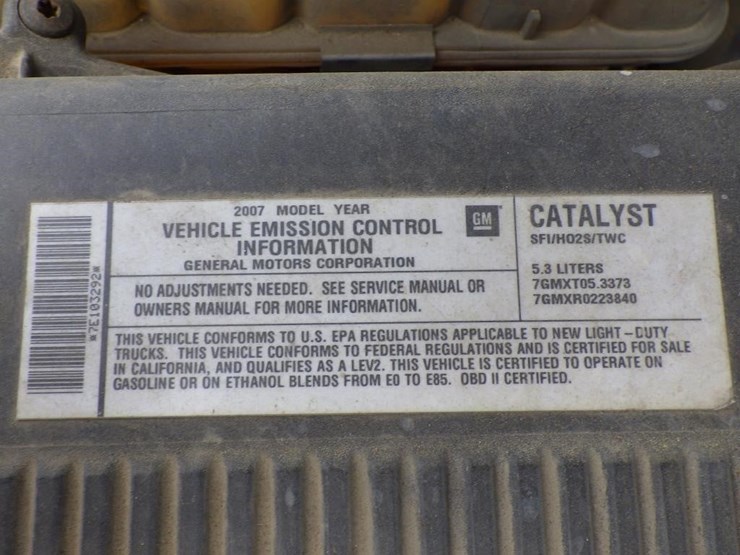 *7E103292*
2007 MODEL YEAR
VEHICLE EMISSION CONTROL
INFORMATION
GENERAL MOTORS CORPORATION
GM
NO ADJUSTMENTS NEEDED. SEE SERVICE MANUAL OR
OWNERS MANUAL FOR MORE INFORMATION.
CATALYST
SFI/HO2S/TWC
5.3 LITERS
7GMXT05.3373
7GMXR0223840
THIS VEHICLE CONFORMS TO U.S. EPA REGULATIONS APPLICABLE TO NEW LIGHT-DUTY
TRUCKS. THIS VEHICLE CONFORMS TO FEDERAL REGULATIONS AND IS CERTIFIED FOR SALE
IN CALIFORNIA, AND QUALIFIES AS A LEV2. THIS VEHICLE IS CERTIFIED TO OPERATE ON
GASOLINE OR ON ETHANOL BLENDS FROM E0 TO E85. OBD II CERTIFIED.